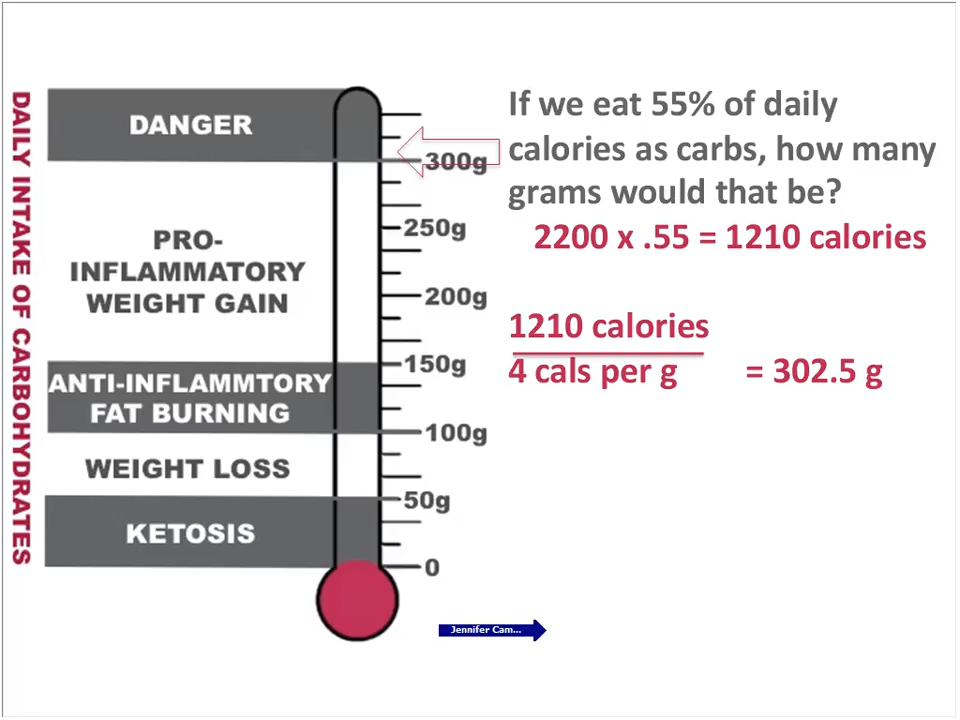 DAILY INTAKE OF CARBOHYDRATES
DANGER
300g
PRO-
INFLAMMATORY
WEIGHT GAIN
250g
200g
150g
ANTI-INFLAMMTORY
FAT BURNING
100g
WEIGHT LOSS
50g
KETOSIS
0
If we eat 55% of daily
calories as carbs, how many
grams would that be?
2200 x .55 = 1210 calories
1210 calories
4 cals per g = 302.5 g
Jennifer Cam...